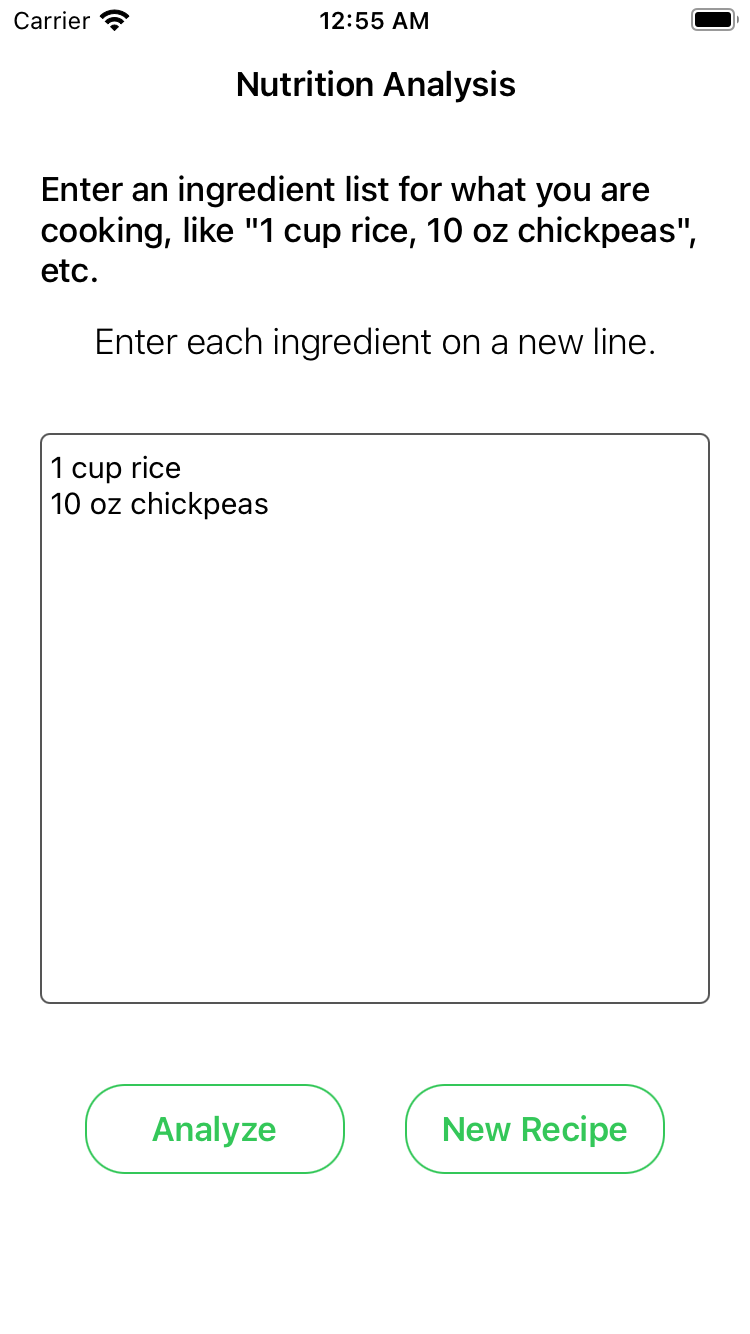 Carrier 12:55 AM
Nutrition Analysis
Enter an ingredient list for what you are
cooking, like "1 cup rice, 10 oz chickpeas",
etc.
Enter each ingredient on a new line.
1 cup rice
10 oz chickpeas
Analyze New Recipe